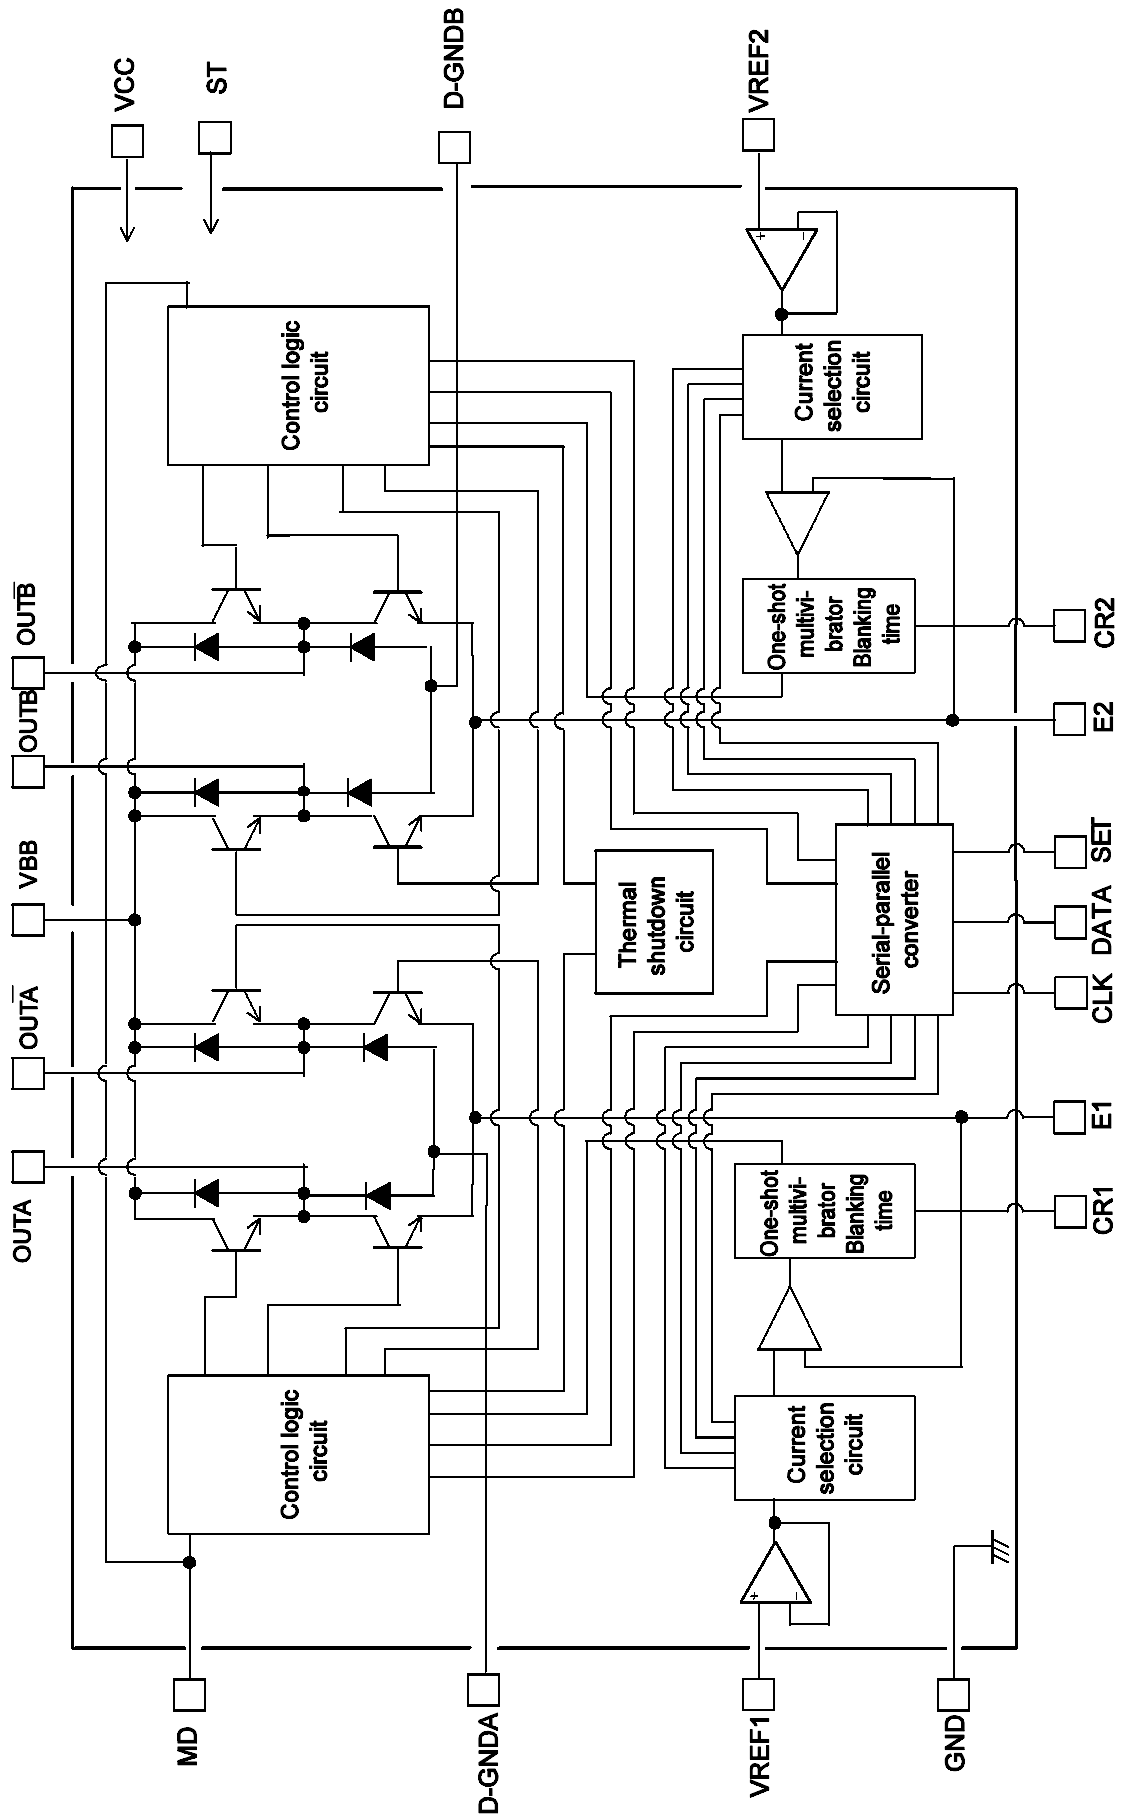 OUTA
OUTA̅
VBB
OUTB
OUTB̅
VCC
ST
MD
D-GNDA
VREF1
GND
D-GNDB
VREF2
Control logic
circuit
Control logic
circuit
Thermal
shutdown
circuit
+
−
Current
selection
circuit
One-shot
multivi-
brator
Blanking
time
Serial-parallel
converter
One-shot
multivi-
brator
Blanking
time
Current
selection
circuit
+
−
CR1
E1
CLK
DATA
SET
E2
CR2